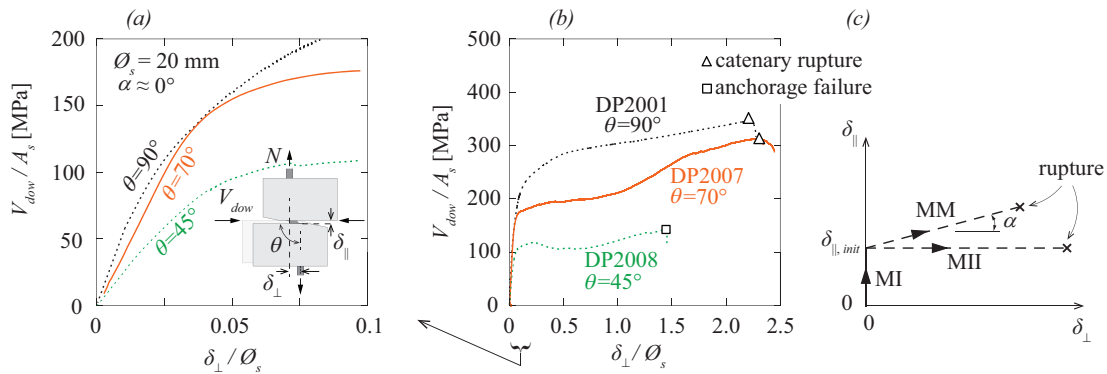 (a)
200
150
100
50
0
V_dow / A_s [MPa]
Ø_s = 20 mm
α ≈ 0°
θ=90°
θ=70°
θ=45°
N
V_dow
θ
δ_∥
δ_⊥
0
0.05
0.1
δ_⊥ / Ø_s
(b)
500
400
300
200
100
0
V_dow / A_s [MPa]
△ catenary rupture
□ anchorage failure
DP2001
θ=90°
DP2007
θ=70°
DP2008
θ=45°
0
0.5
1.0
1.5
2.0
2.5
δ_⊥ / Ø_s
(c)
δ_∥
rupture
MM
α
δ_∥, init
MII
MI
0
0
δ_⊥